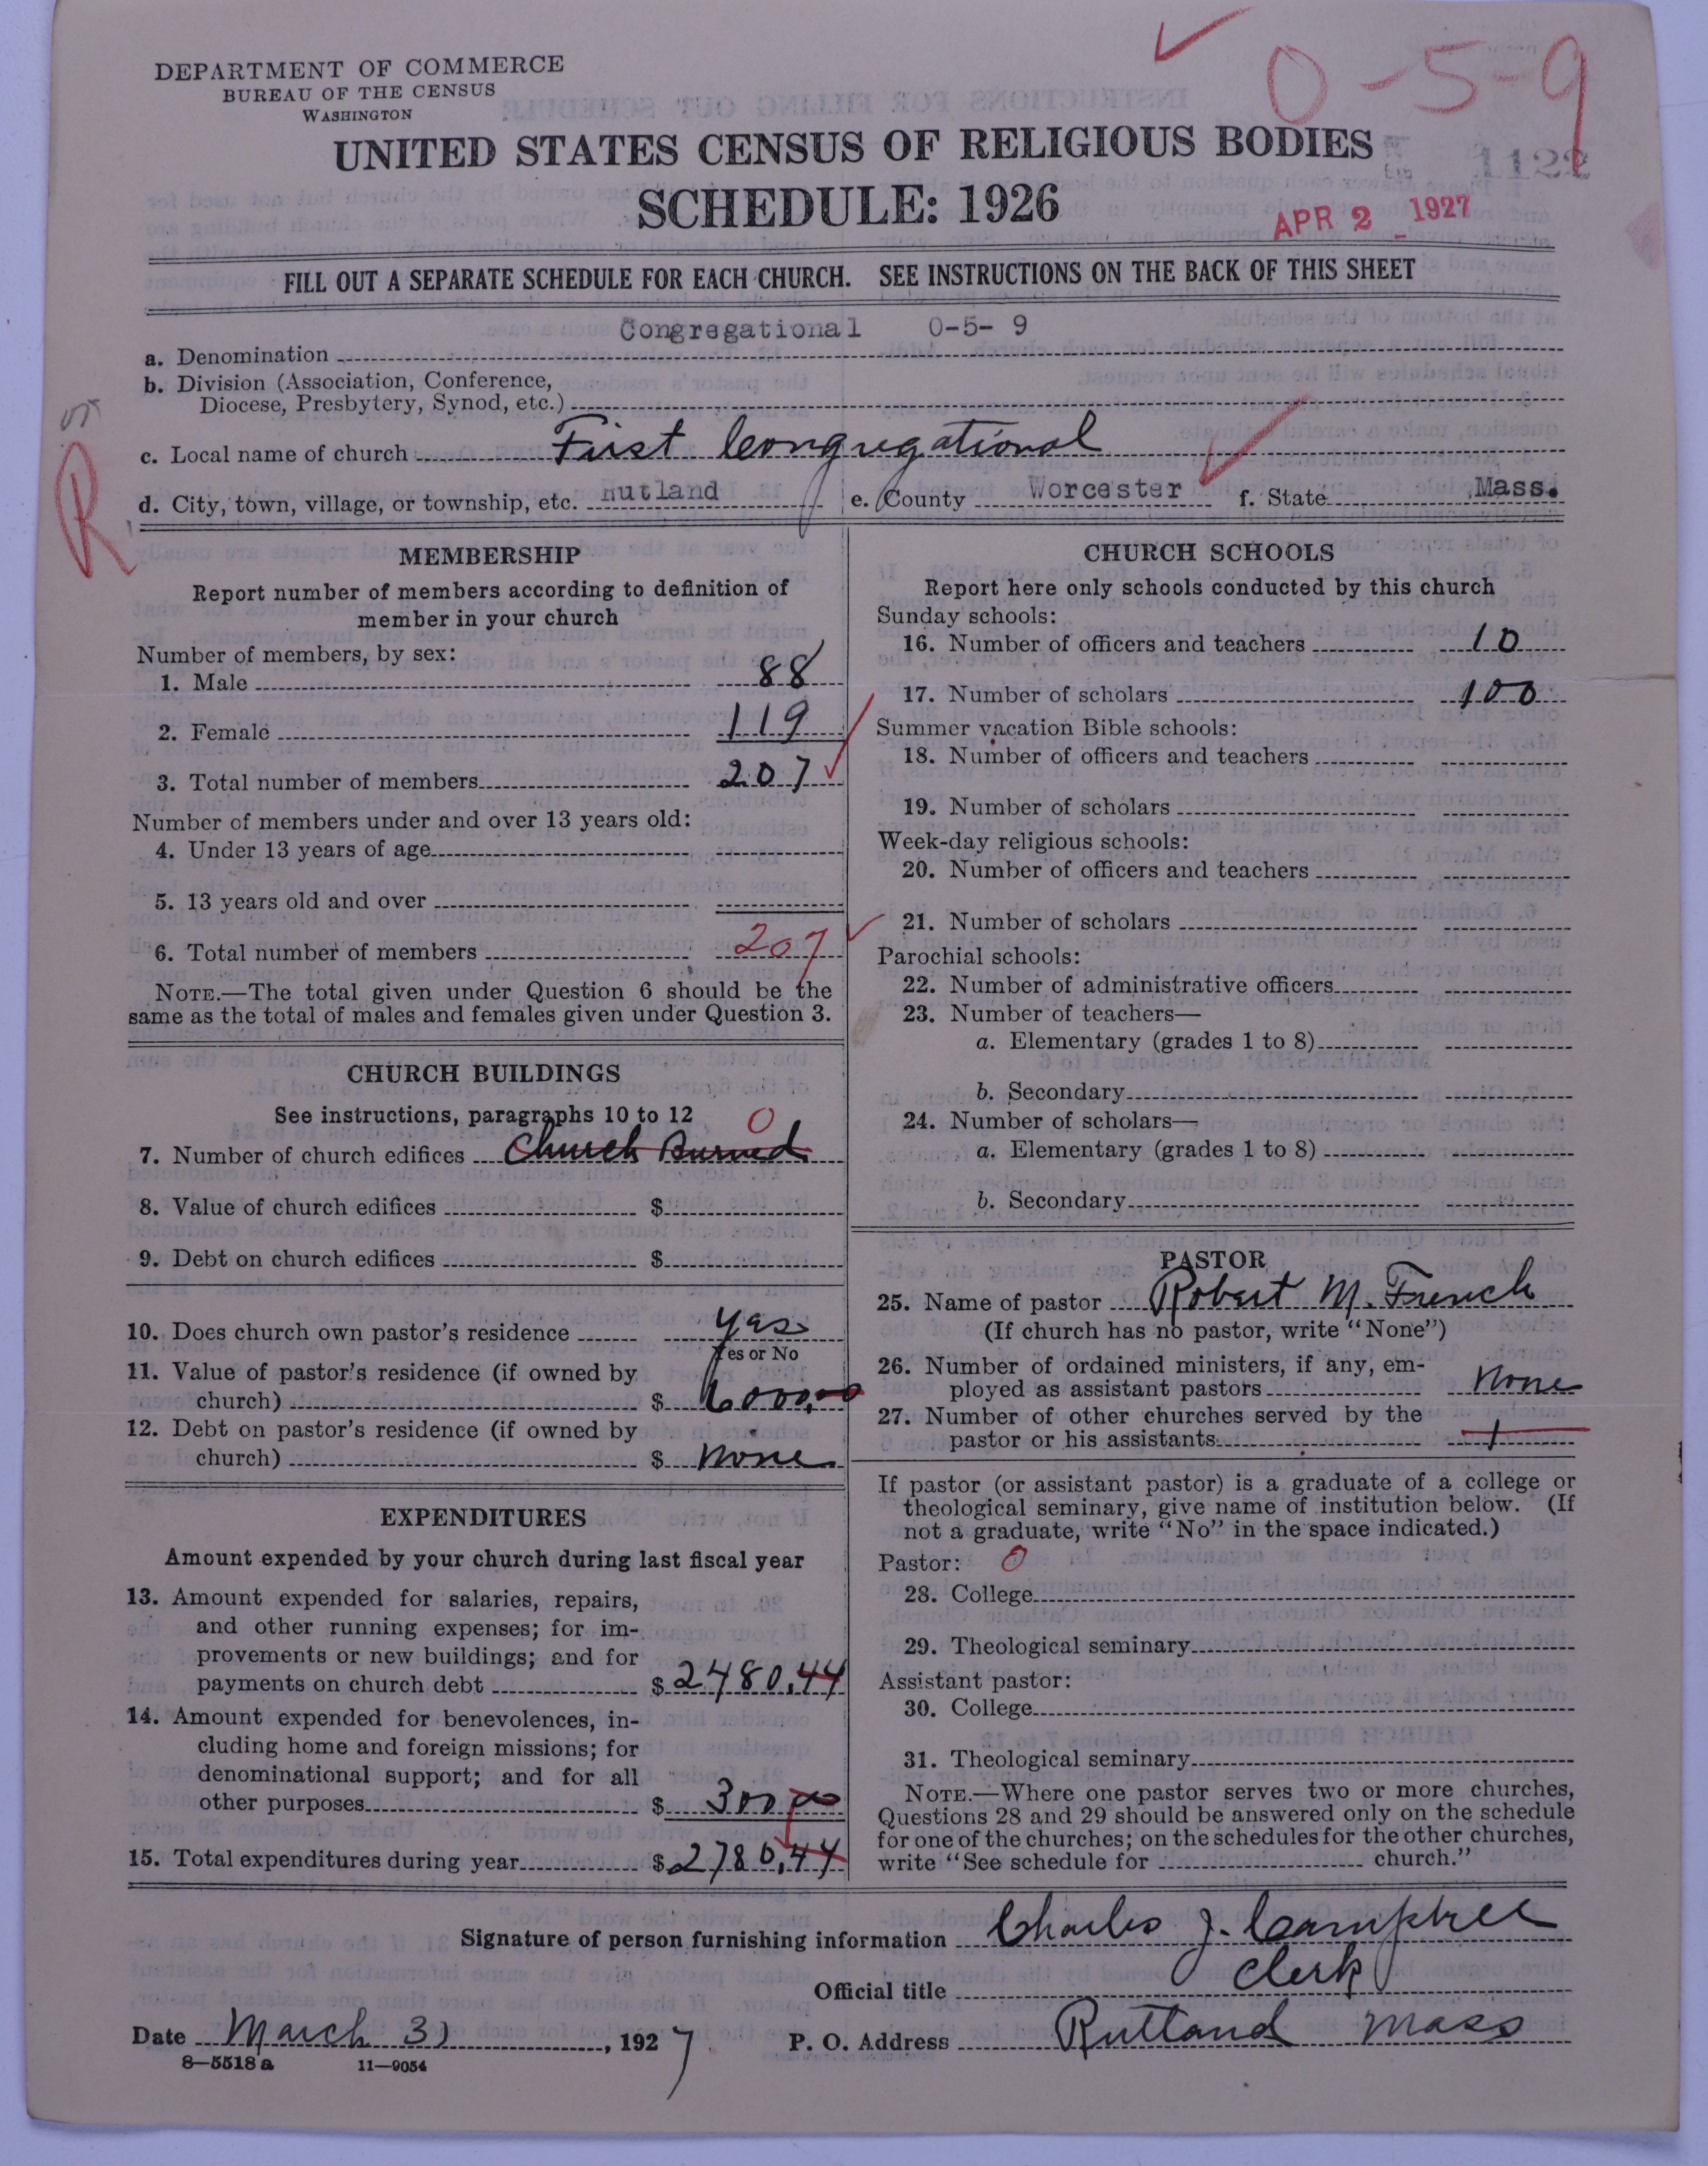 DEPARTMENT OF COMMERCE
BUREAU OF THE CENSUS
WASHINGTON
0-5-9
UNITED STATES CENSUS OF RELIGIOUS BODIES
1122
SCHEDULE: 1926
APR 2 1927
FILL OUT A SEPARATE SCHEDULE FOR EACH CHURCH. SEE INSTRUCTIONS ON THE BACK OF THIS SHEET
a. Denomination Congregational 0-5-9
b. Division (Association, Conference,
Diocese, Presbytery, Synod, etc.)
c. Local name of church First Congregational
R
d. City, town, village, or township, etc. nutland e. County Worcester f. State Mass.
MEMBERSHIP
Report number of members according to definition of
member in your church
Number of members, by sex:
1. Male 88
2. Female 119
3. Total number of members 207
Number of members under and over 13 years old:
4. Under 13 years of age
5. 13 years old and over
6. Total number of members 207
NOTE.—The total given under Question 6 should be the
same as the total of males and females given under Question 3.
CHURCH BUILDINGS
See instructions, paragraphs 10 to 12 0
7. Number of church edifices Church Burned
8. Value of church edifices $
9. Debt on church edifices $
10. Does church own pastor's residence Yas
Yes or No
11. Value of pastor's residence (if owned by
church) $ 6000,00
12. Debt on pastor's residence (if owned by
church) $ none
EXPENDITURES
Amount expended by your church during last fiscal year
13. Amount expended for salaries, repairs,
and other running expenses; for im-
provements or new buildings; and for
payments on church debt $ 2480,44
14. Amount expended for benevolences, in-
cluding home and foreign missions; for
denominational support; and for all
other purposes $ 300 00
15. Total expenditures during year $ 2780,44
CHURCH SCHOOLS
Report here only schools conducted by this church
Sunday schools:
16. Number of officers and teachers 10
17. Number of scholars 100
Summer vacation Bible schools:
18. Number of officers and teachers
19. Number of scholars
Week-day religious schools:
20. Number of officers and teachers
21. Number of scholars
Parochial schools:
22. Number of administrative officers
23. Number of teachers—
a. Elementary (grades 1 to 8)
b. Secondary
24. Number of scholars—
a. Elementary (grades 1 to 8)
b. Secondary
PASTOR
25. Name of pastor Robert M. French
(If church has no pastor, write "None")
26. Number of ordained ministers, if any, em-
ployed as assistant pastors None
27. Number of other churches served by the
pastor or his assistants 1
If pastor (or assistant pastor) is a graduate of a college or
theological seminary, give name of institution below. (If
not a graduate, write "No" in the space indicated.)
Pastor: 0
28. College
29. Theological seminary
Assistant pastor:
30. College
31. Theological seminary
NOTE.—Where one pastor serves two or more churches,
Questions 28 and 29 should be answered only on the schedule
for one of the churches; on the schedules for the other churches,
write "See schedule for church."
Signature of person furnishing information Charles J. Camptree
Official title Clerk
Date March 31, 1927 P. O. Address Rutland Mass
8—5518 a 11—9054